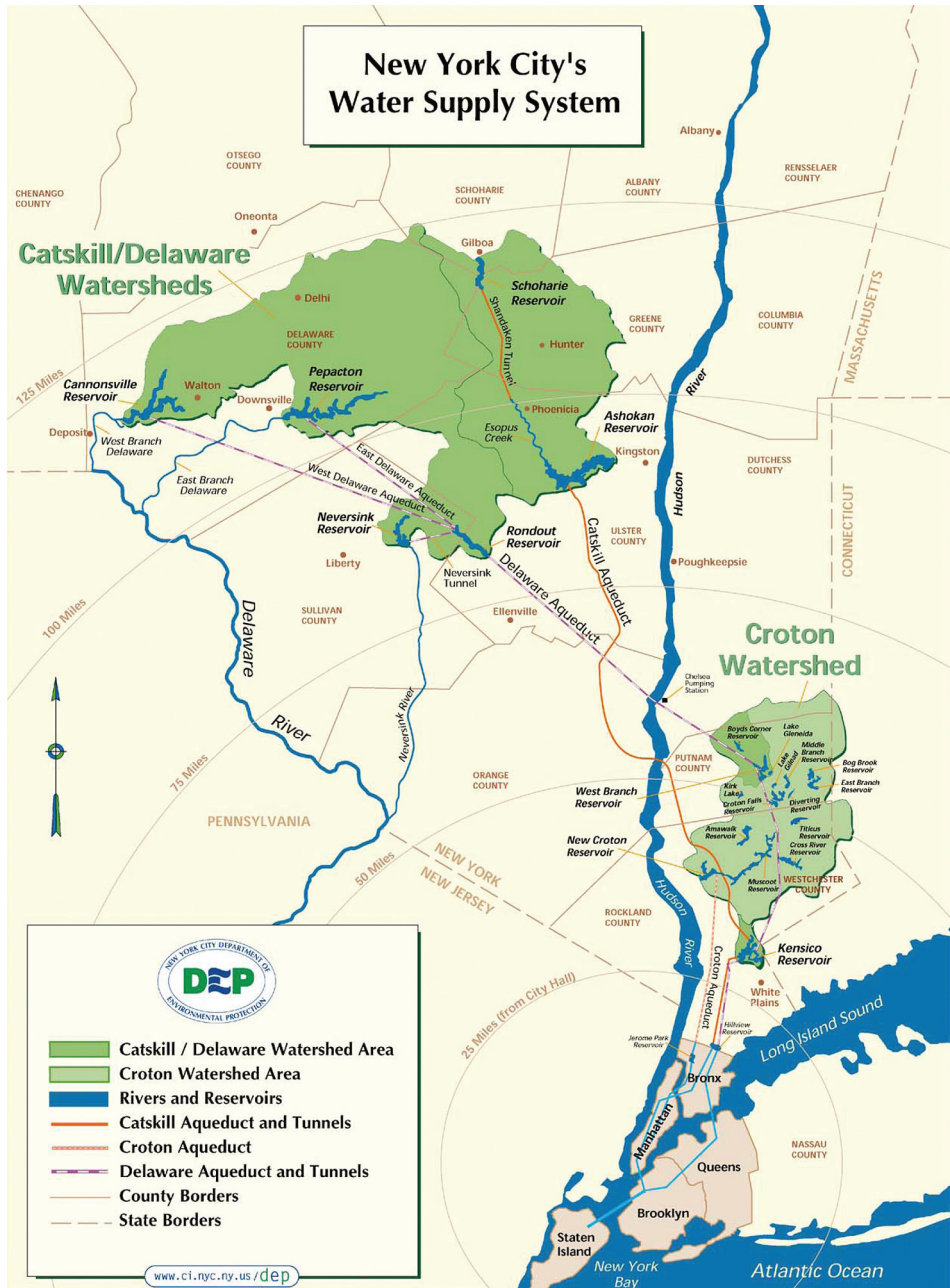 New York City's
Water Supply System
Albany
OTSEGO
COUNTY
RENSSELAER
COUNTY
CHENANGO
COUNTY
SCHOHARIE
COUNTY
ALBANY
COUNTY
Oneonta
Catskill/Delaware
Watersheds
Gilboa
Schoharie
Reservoir
MASSACHUSETTS
Delhi
Shandaken Tunnel
GREENE
COUNTY
COLUMBIA
COUNTY
DELAWARE
COUNTY
Hunter
125 Miles
Cannonsville
Reservoir
Walton
Pepacton
Reservoir
Downsville
River
Phoenicia
Ashokan
Reservoir
Deposit
West Branch
Delaware
Esopus
Creek
Kingston
East Delaware Aqueduct
West Delaware Aqueduct
East Branch
Delaware
DUTCHESS
COUNTY
Hudson
CONNECTICUT
Neversink
Reservoir
Rondout
Reservoir
Catskill Aqueduct
ULSTER
COUNTY
Liberty
Neversink
Tunnel
Delaware Aqueduct
Poughkeepsie
100 Miles
Delaware
SULLIVAN
COUNTY
Ellenville
Croton
Watershed
Chelsea
Pumping
Station
River
Neversink River
Boyds Corner
Reservoir
Lake
Gleneida
Lake
Gilead
Middle
Branch
Reservoir
Bog Brook
Reservoir
75 Miles
ORANGE
COUNTY
PUTNAM
COUNTY
East Branch
Reservoir
West Branch
Reservoir
Kirk
Lake
Croton Falls
Reservoir
Diverting
Reservoir
PENNSYLVANIA
Amawalk
Reservoir
Titicus
Reservoir
New Croton
Reservoir
Cross River
Reservoir
50 Miles
NEW YORK
NEW JERSEY
Muscoot
Reservoir
WESTCHESTER
COUNTY
Hudson
River
ROCKLAND
COUNTY
Kensico
Reservoir
Croton Aqueduct
White
Plains
25 Miles (from City Hall)
Long Island Sound
Hillview
Reservoir
Jerome Park
Reservoir
Bronx
Manhattan
NASSAU
COUNTY
Queens
Brooklyn
Staten
Island
New York
Bay
Atlantic Ocean
NEW YORK CITY DEPARTMENT OF
DEP
ENVIRONMENTAL PROTECTION
Catskill / Delaware Watershed Area
Croton Watershed Area
Rivers and Reservoirs
Catskill Aqueduct and Tunnels
Croton Aqueduct
Delaware Aqueduct and Tunnels
County Borders
State Borders
www.ci.nyc.ny.us/dep